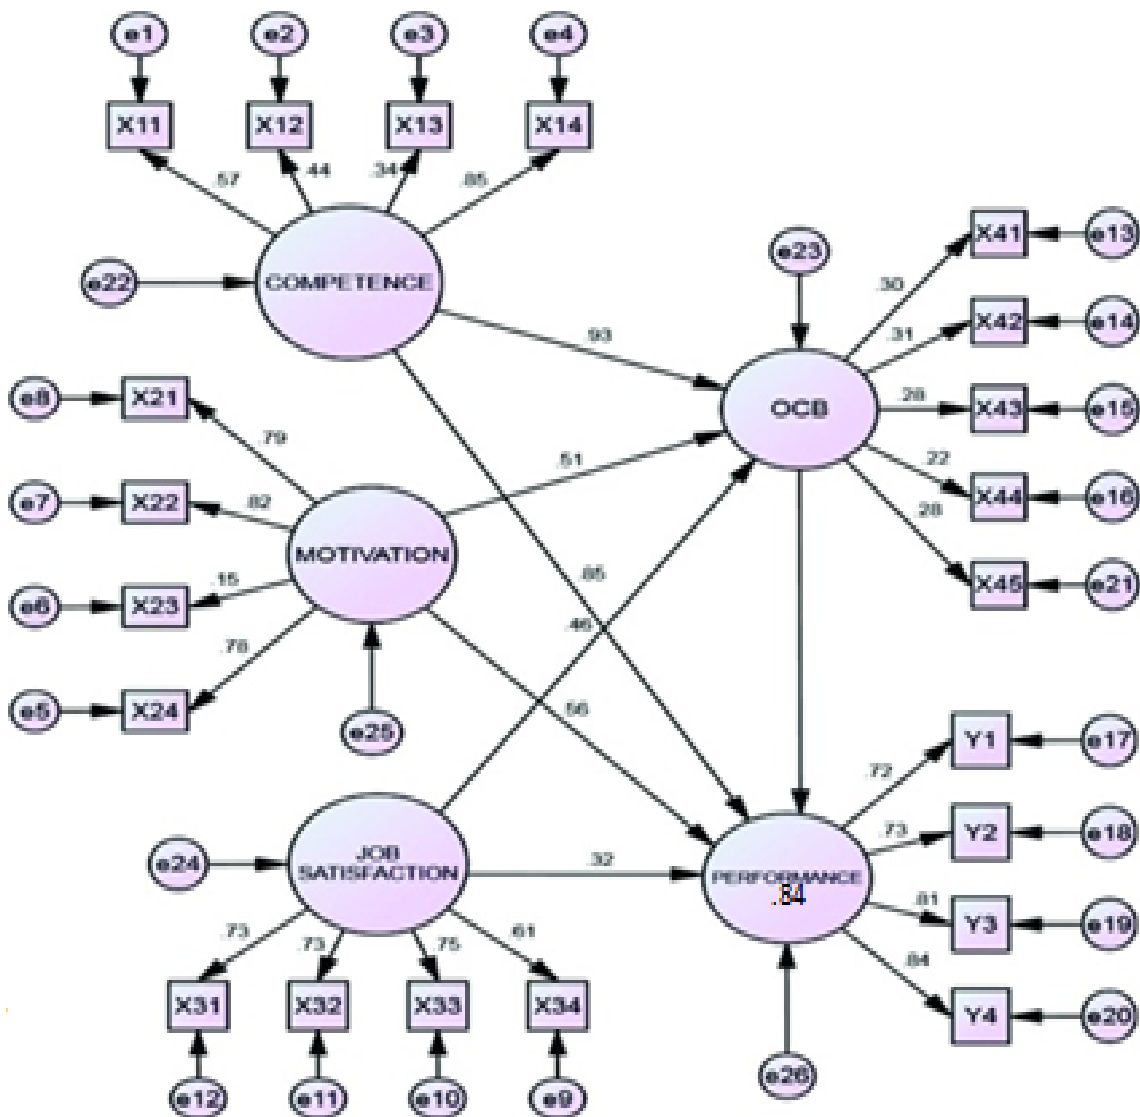 e1
e2
e3
e4
X11
X12
X13
X14
.57
.44
.34
.85
e22
COMPETENCE
e23
X41
e13
.30
.93
X42
e14
.31
OCB
.28
X43
e15
.22
X44
e16
.28
X45
e21
e8
X21
.79
.51
e7
X22
.82
MOTIVATION
e6
X23
.15
.85
.46
.78
e5
X24
e25
.56
Y1
e17
.72
.73
Y2
e18
e24
JOB
SATISFACTION
.32
PERFORMANCE
.84
.81
Y3
e19
.84
Y4
e20
.73
.73
.75
.61
X31
X32
X33
X34
e26
e12
e11
e10
e9